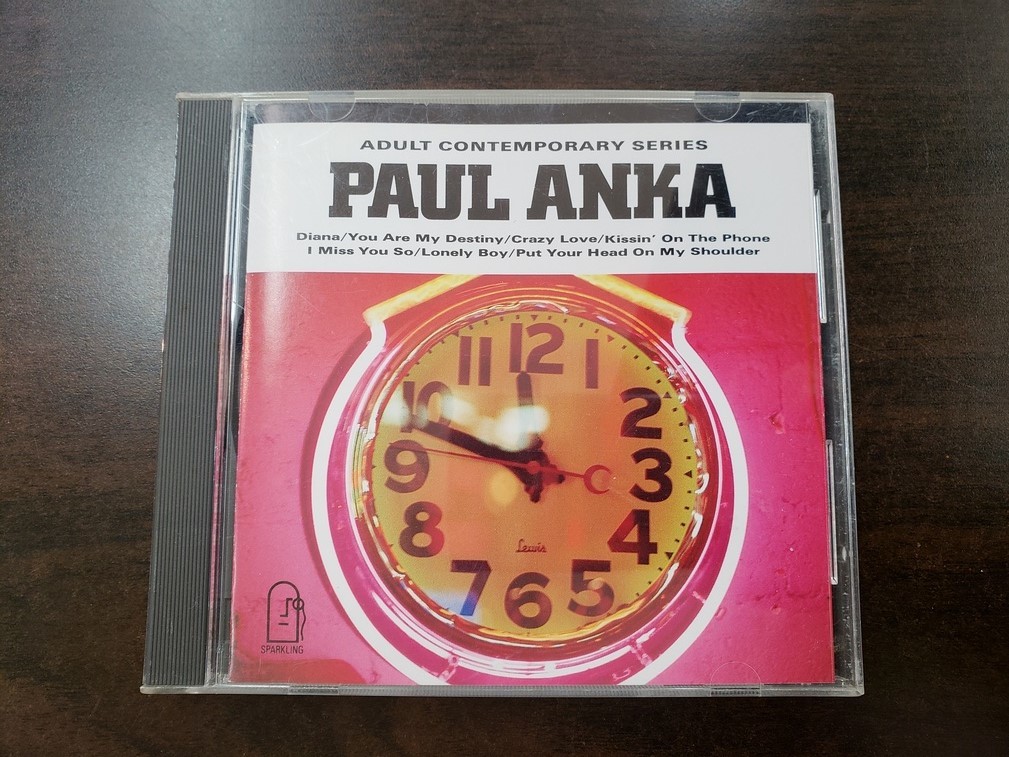 ADULT CONTEMPORARY SERIES
PAUL ANKA
Diana/You Are My Destiny/Crazy Love/Kissin' On The Phone
I Miss You So/Lonely Boy/Put Your Head On My Shoulder
11 12 1
10 2
9 3
8 4
Lewis
7 6 5
SPARKLING